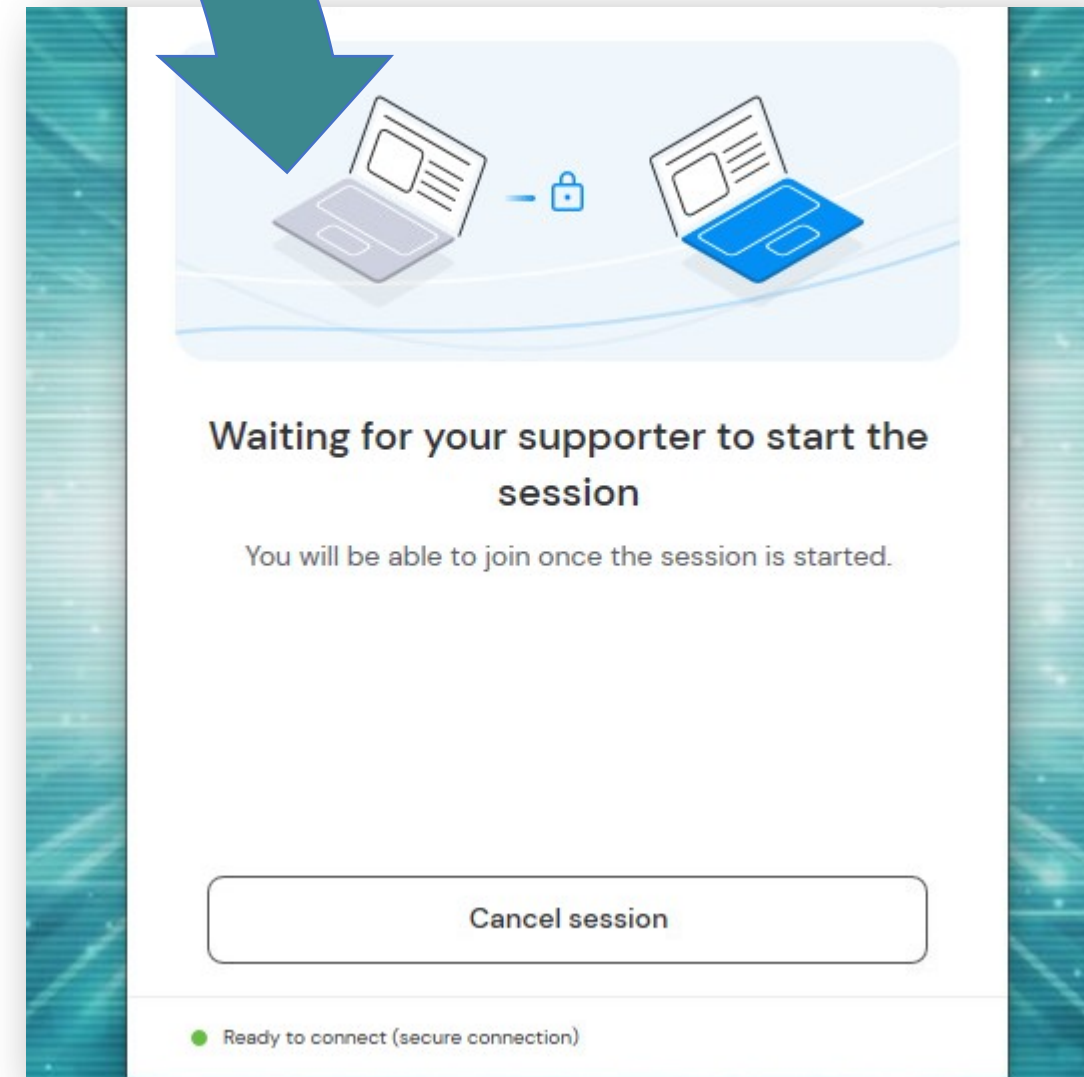 Waiting for your supporter to start the
session
You will be able to join once the session is started.
Cancel session
Ready to connect (secure connection)